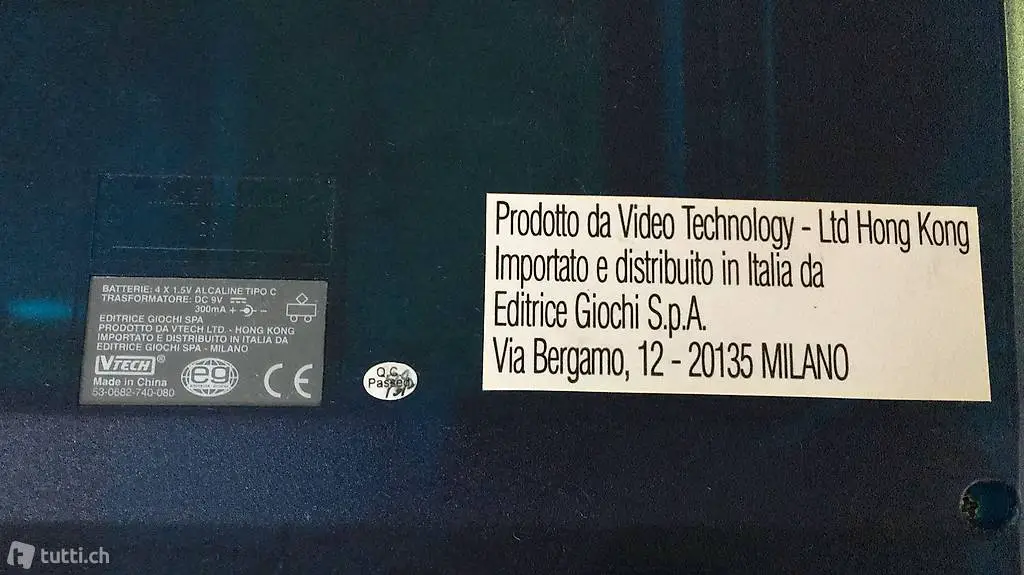 BATTERIE: 4 X 1.5V ALCALINE TIPO C
TRASFORMATORE: DC 9V
300mA + -
EDITRICE GIOCHI SPA
PRODOTTO DA VTECH LTD. - HONG KONG
IMPORTATO E DISTRIBUITO IN ITALIA DA
EDITRICE GIOCHI SPA - MILANO
VTECH®
eg
CE
Made in China
53-0682-740-080
Q.C.
Passed
Prodotto da Video Technology - Ltd Hong Kong
Importato e distribuito in Italia da
Editrice Giochi S.p.A.
Via Bergamo, 12 - 20135 MILANO
tutti.ch